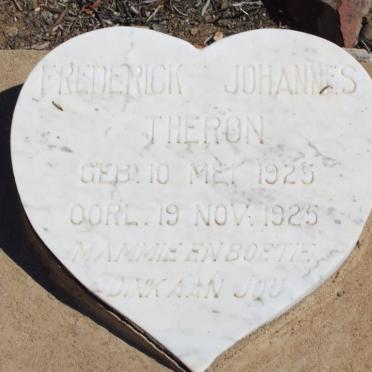 FREDERICK JOHANNES
THERON
GEB. 10 MEI 1925
OORL. 19 NOV. 1925
MAMMIE EN BOETIE
DINK AAN JOU